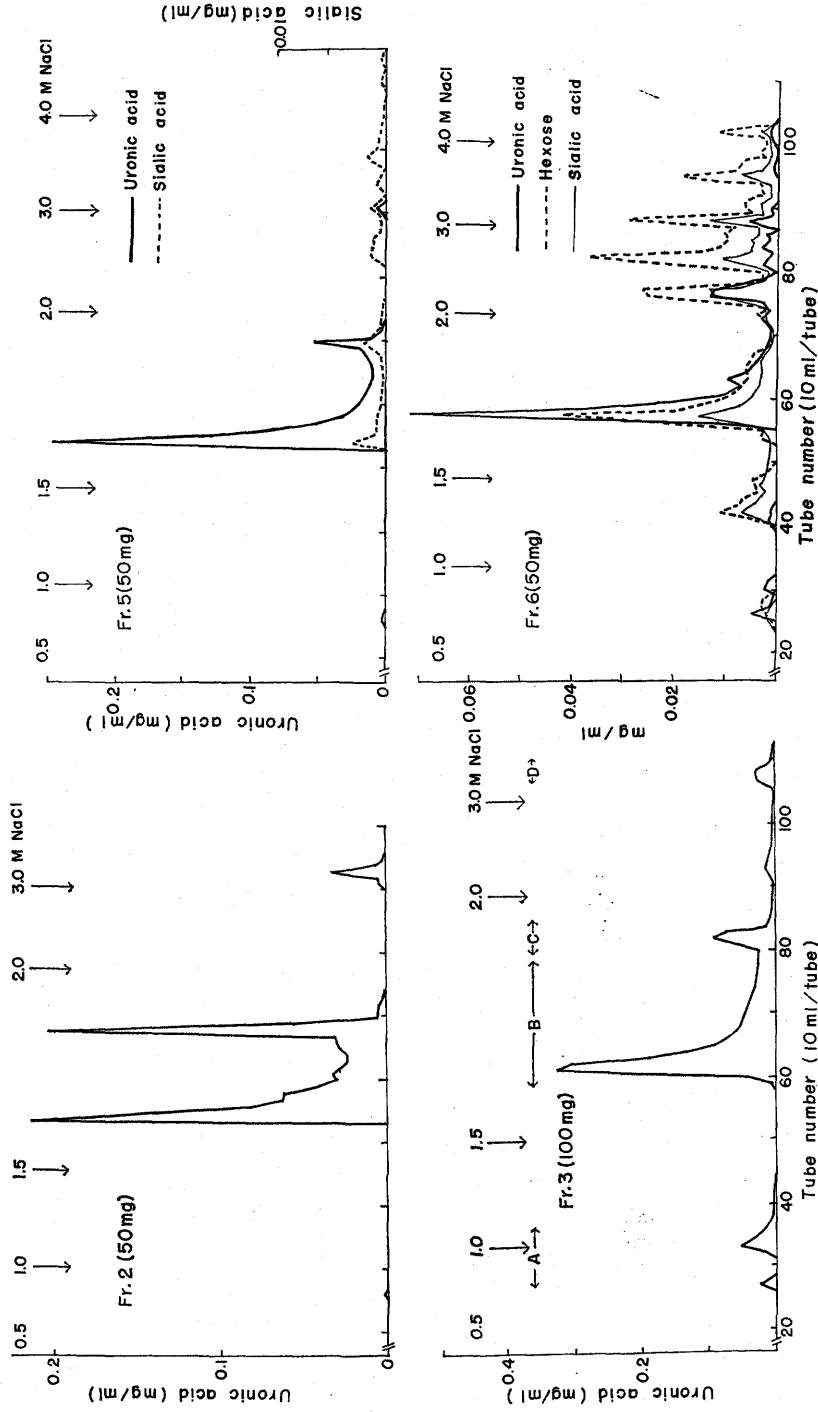 0.5 1.0 1.5 2.0 3.0 M NaCl
Fr.2 (50mg)
Uronic acid (mg/ml)
0.2
0.1
0
0.5 1.0 1.5 2.0 3.0 4.0 M NaCl
Fr.5 (50mg)
Uronic acid
Sialic acid
Uronic acid (mg/ml)
0.2
0.1
0
Sialic acid (mg/ml)
0.01
0.5 1.0 1.5 2.0 3.0 M NaCl
A B C D
Fr.3 (100mg)
Uronic acid (mg/ml)
0.4
0.2
20 40 60 80 100
Tube number (10 ml/tube)
0.5 1.0 1.5 2.0 3.0 4.0 M NaCl
Fr.6 (50mg)
Uronic acid
Hexose
Sialic acid
mg/ml
0.06
0.04
0.02
20 40 60 80 100
Tube number (10 ml/tube)